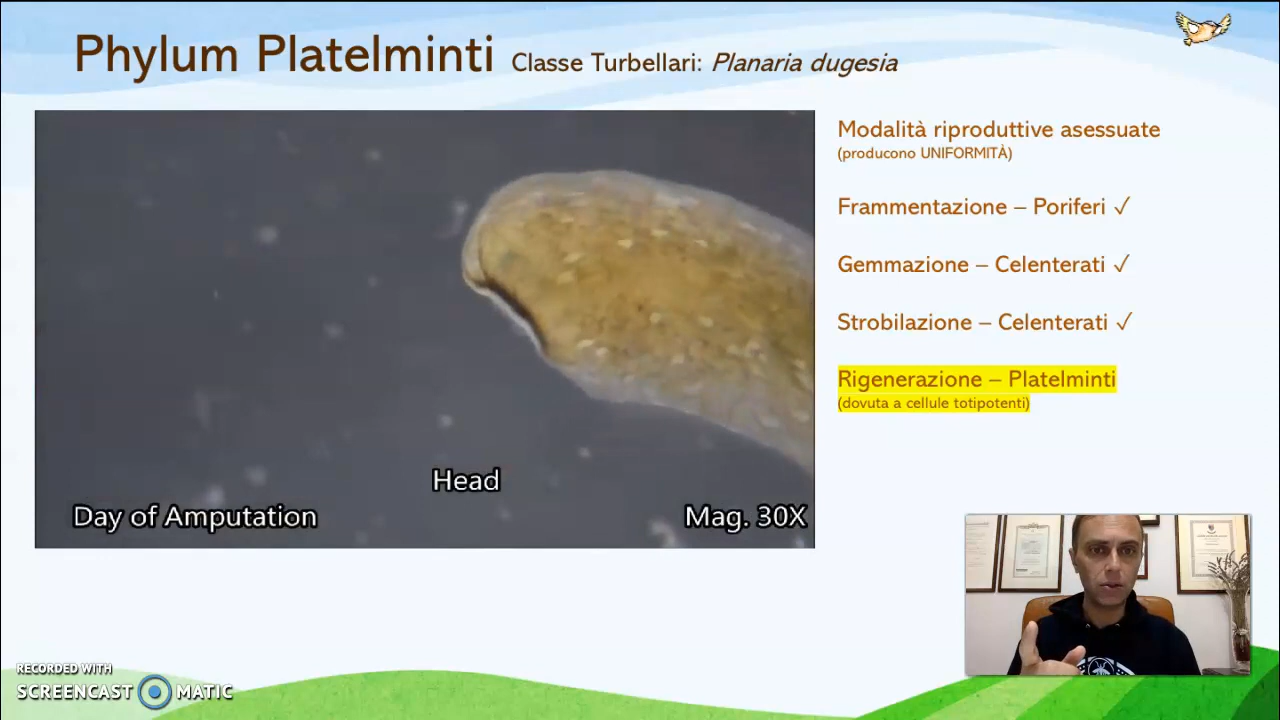 Phylum Platelminti Classe Turbellari: Planaria dugesia
Modalità riproduttive asessuate
(producono UNIFORMITÀ)
Frammentazione – Poriferi ✓
Gemmazione – Celenterati ✓
Strobilazione – Celenterati ✓
Rigenerazione – Platelminti
(dovuta a cellule totipotenti)
Head
Day of Amputation
Mag. 30X
RECORDED WITH
SCREENCAST MATIC